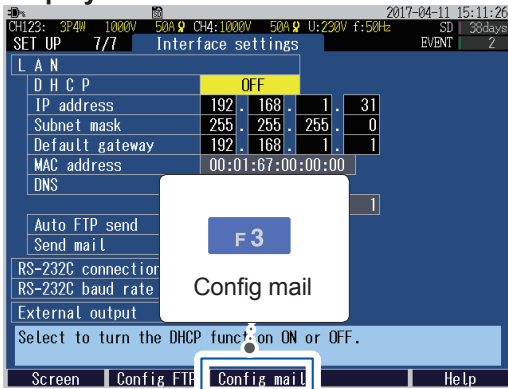 2017-04-11 15:11:26
CH123: 3P4W 1000V 50A CH4:1000V 50A U:230V f:50Hz SD 38days
SET UP 7/7 Interface settings EVENT 2
LAN
DHCP OFF
IP address 192. 168. 1. 31
Subnet mask 255. 255. 255. 0
Default gateway 192. 168. 1. 1
MAC address 00:01:67:00:00:00
DNS
1
Auto FTP send
Send mail
F3
RS-232C connection
RS-232C baud rate
Config mail
External output
Select to turn the DHCP function ON or OFF.
Screen Config FTP Config mail Help